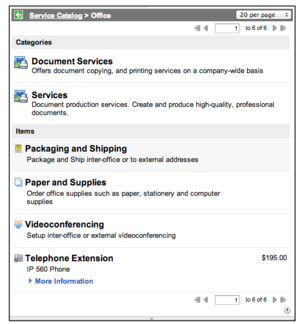 Service Catalog > Office
20 per page
1 to 6 of 6
Categories
Document Services
Offers document copying, and printing services on a company-wide basis
Services
Document production services. Create and produce high-quality, professional
documents.
Items
Packaging and Shipping
Package and Ship inter-office or to external addresses
Paper and Supplies
Order office supplies such as paper, stationery and computer
supplies
Videoconferencing
Setup inter-office or external videoconferencing
Telephone Extension $195.00
IP 560 Phone
More Information
1 to 6 of 6